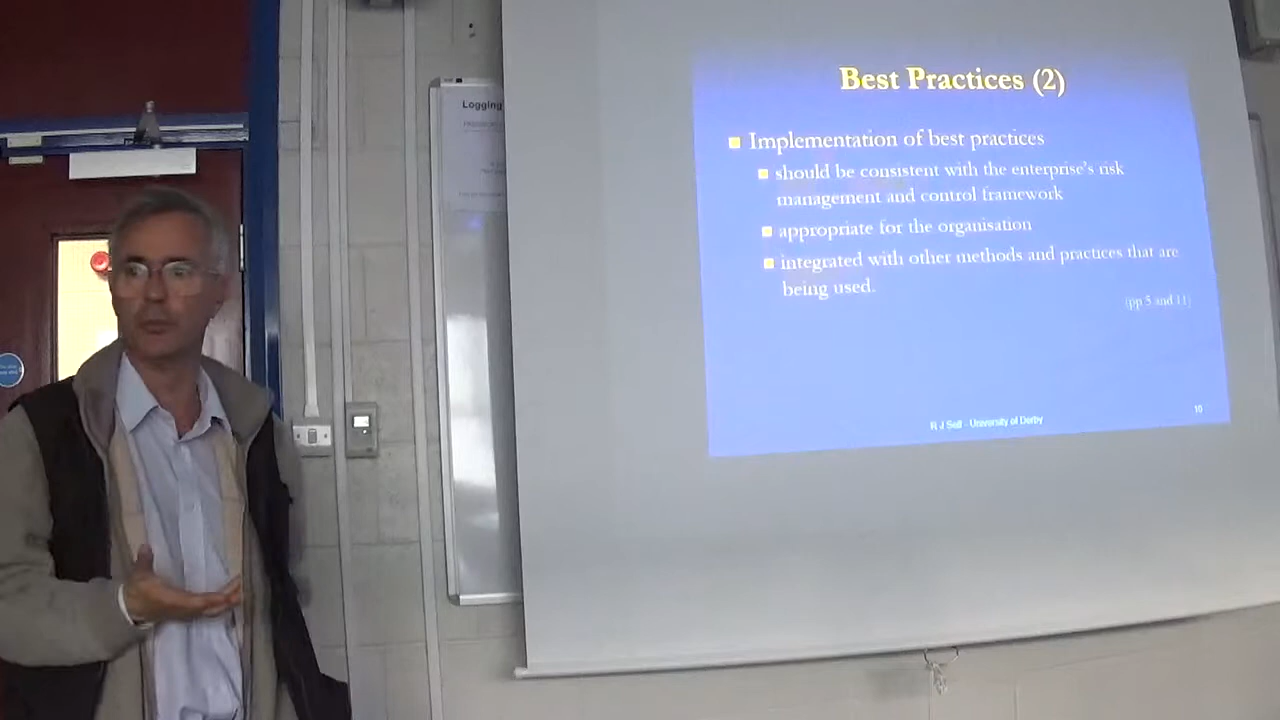 Best Practices (2)
Implementation of best practices
should be consistent with the enterprise's risk
management and control framework
appropriate for the organisation
integrated with other methods and practices that are
being used.
(pp 5 and 11)
R J Self - University of Derby
10
Logging